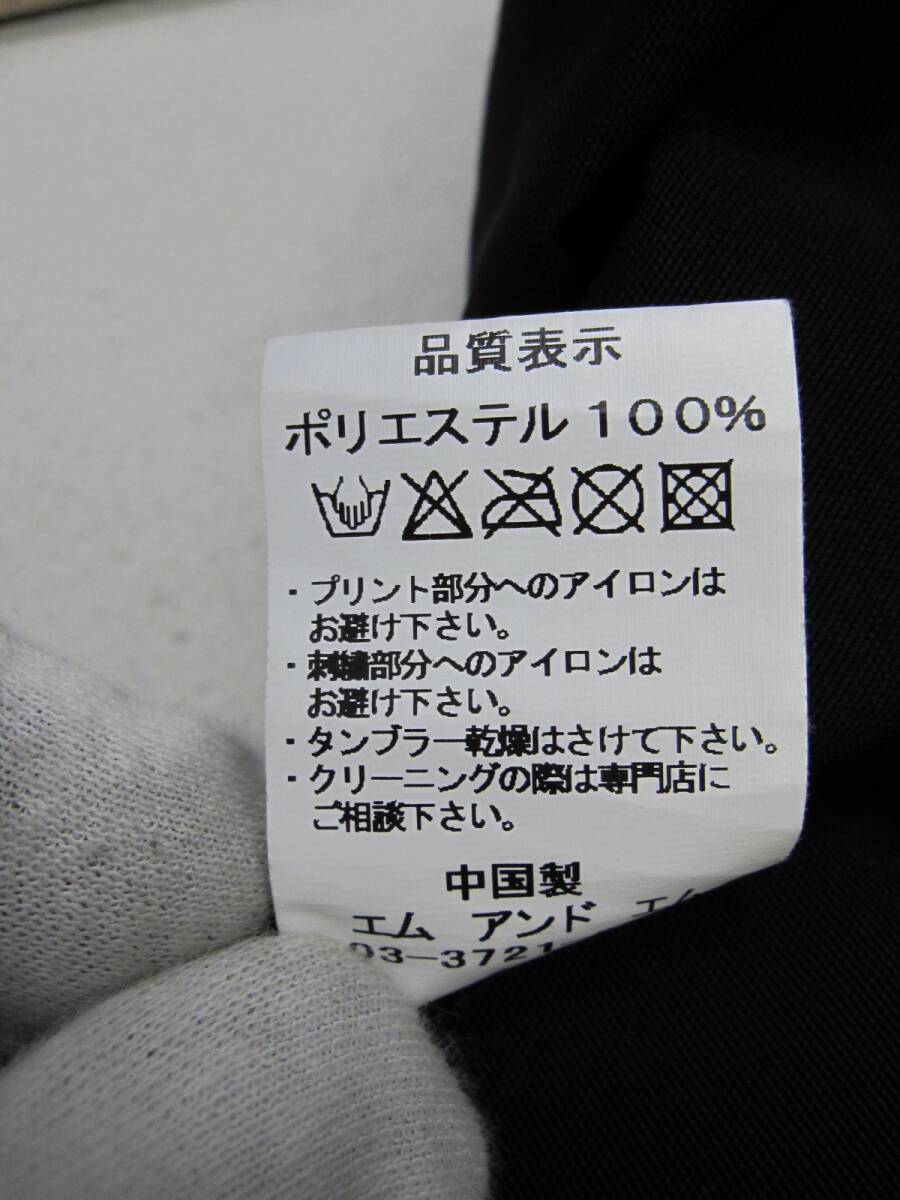 品質表示
ポリエステル100%
・プリント部分へのアイロンは
お避け下さい。
・刺繍部分へのアイロンは
お避け下さい。
・タンブラー乾燥はさけて下さい。
・クリーニングの際は専門店に
ご相談下さい。
中国製
エム アンド エム
03-3721